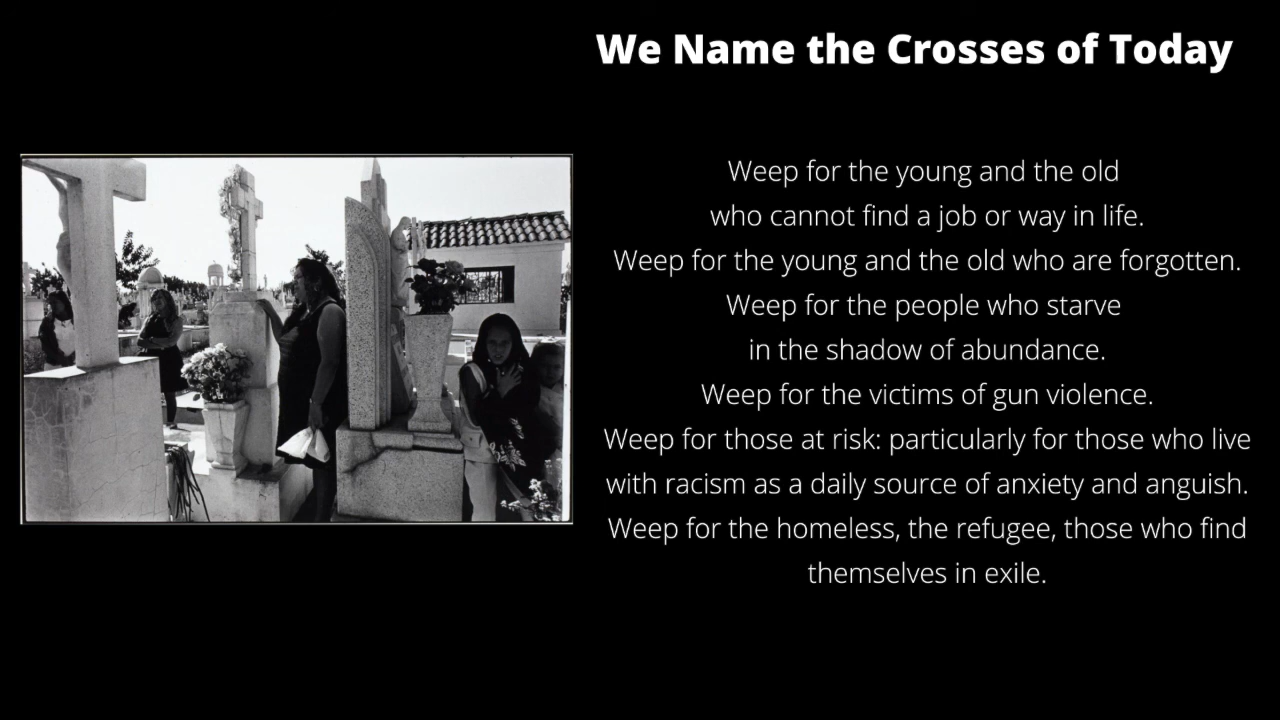 We Name the Crosses of Today
Weep for the young and the old
who cannot find a job or way in life.
Weep for the young and the old who are forgotten.
Weep for the people who starve
in the shadow of abundance.
Weep for the victims of gun violence.
Weep for those at risk: particularly for those who live
with racism as a daily source of anxiety and anguish.
Weep for the homeless, the refugee, those who find
themselves in exile.